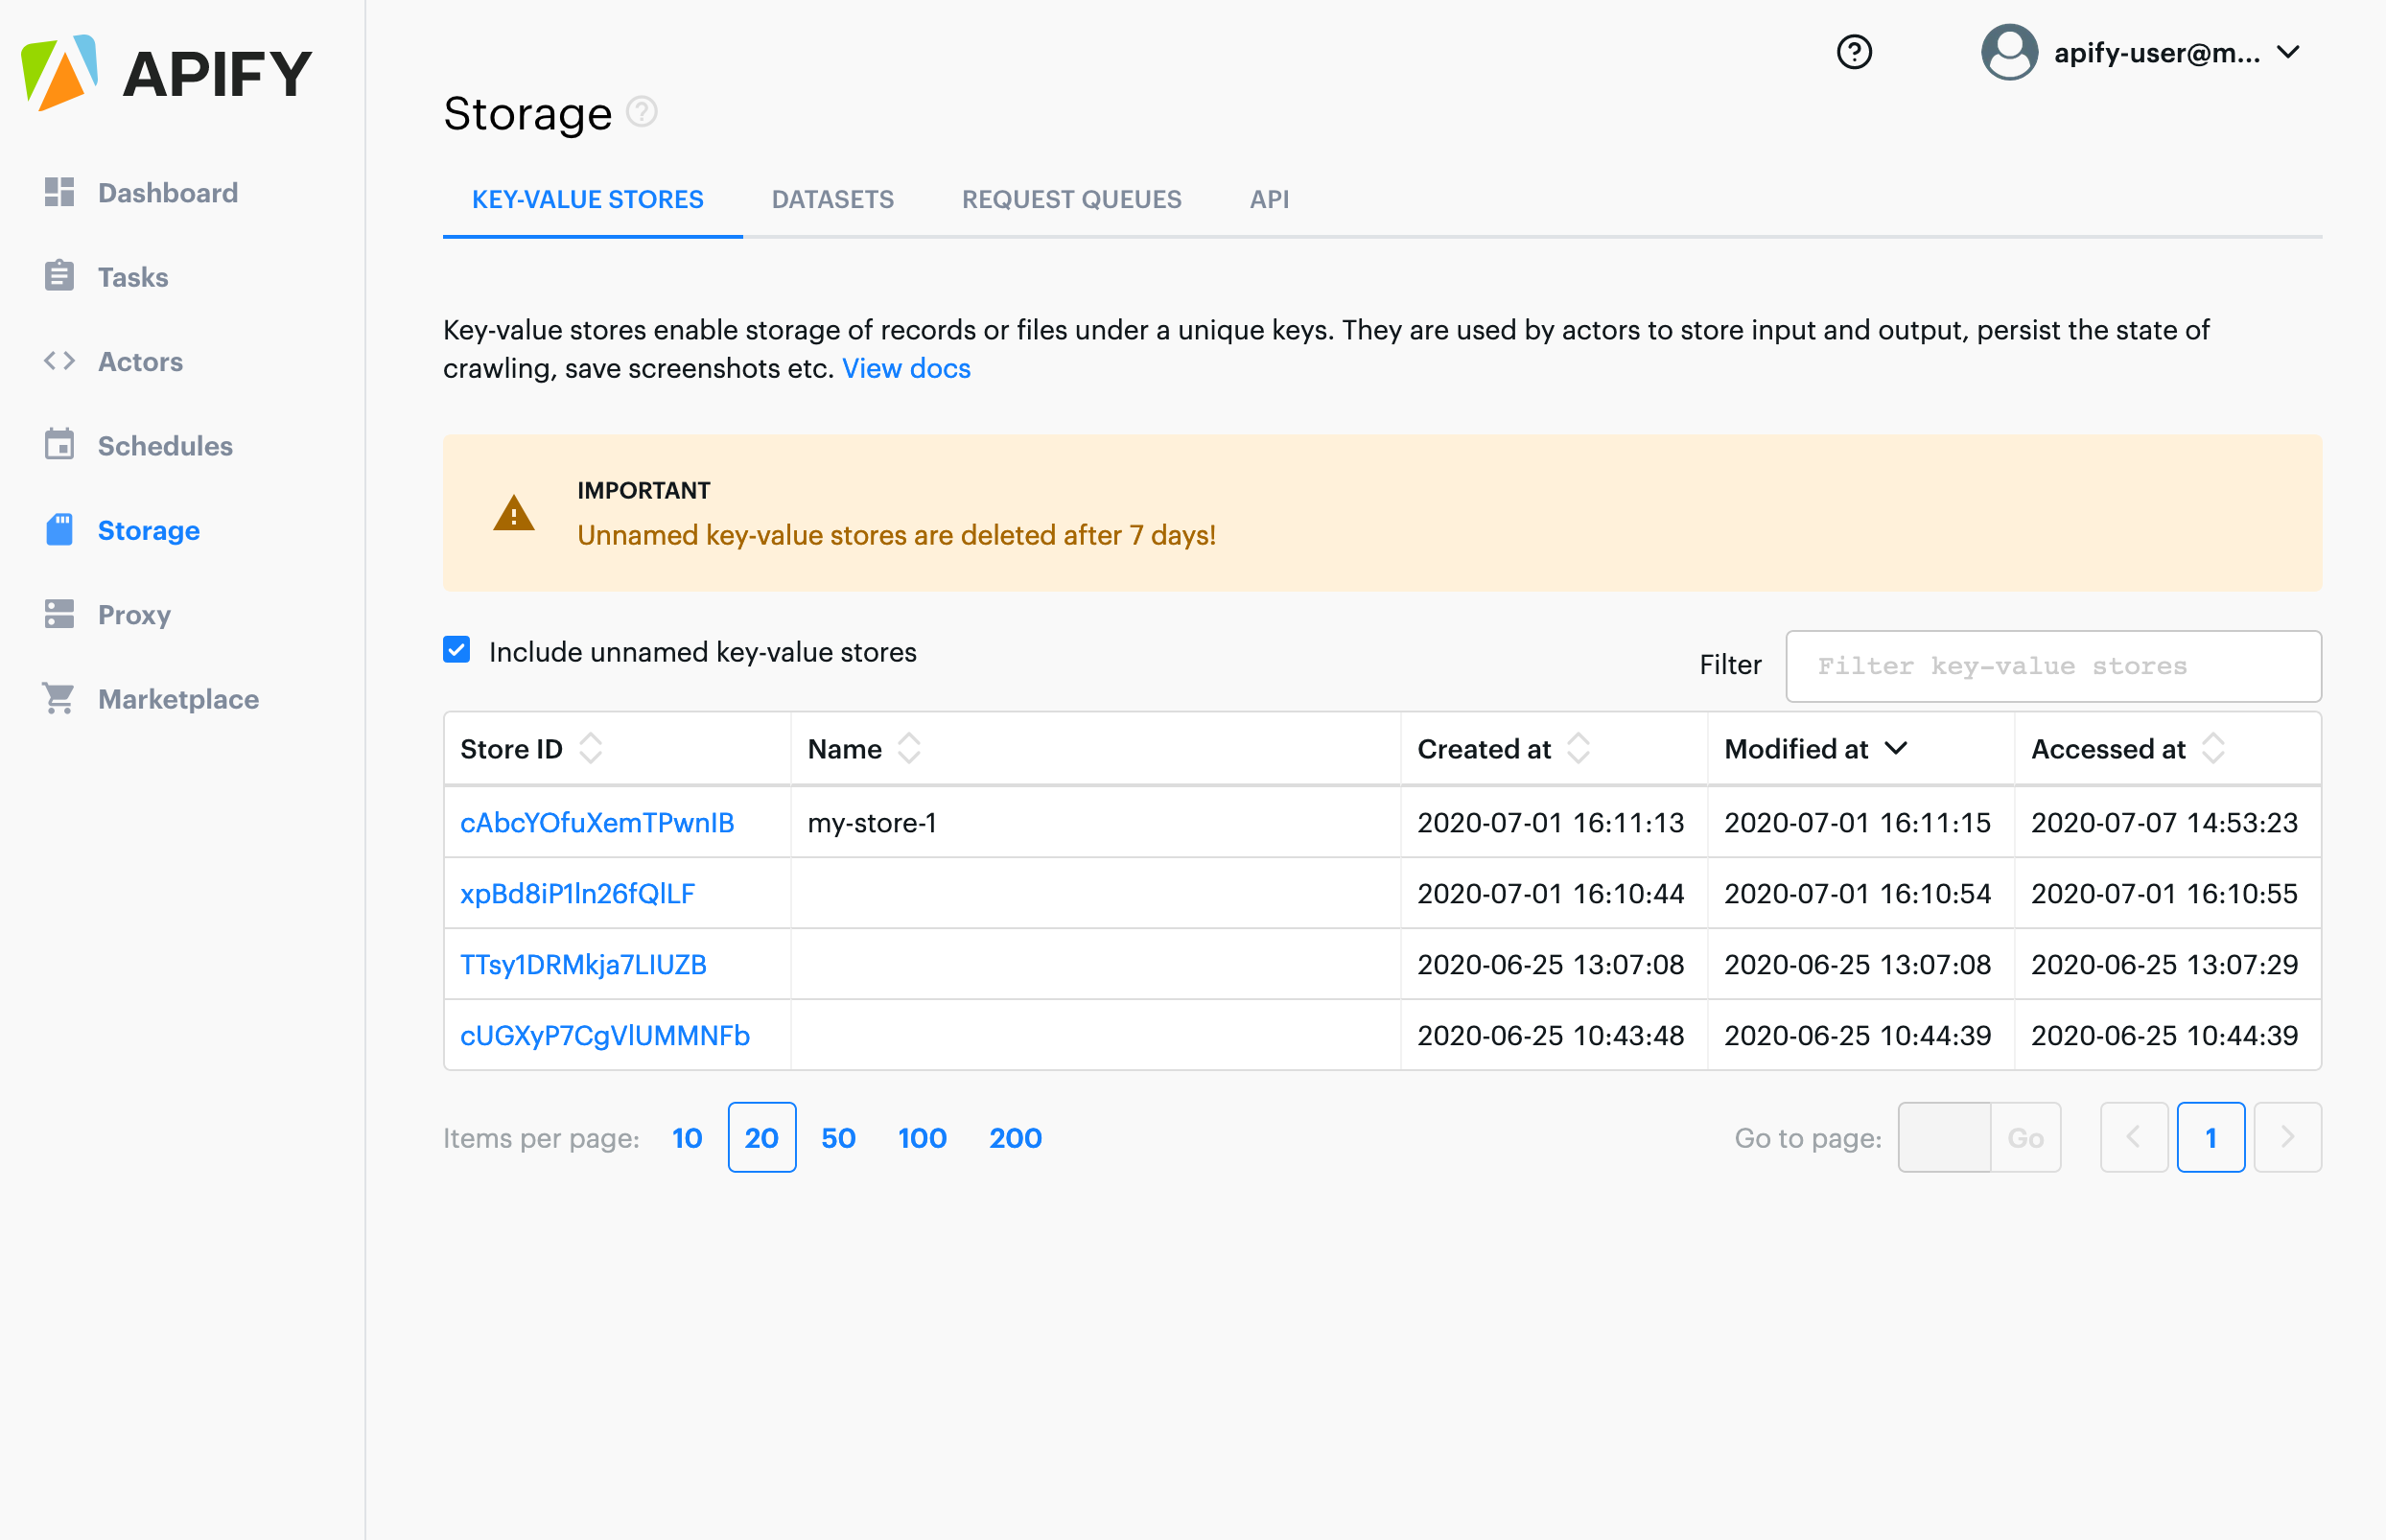 APIFY
apify-user@m...
Storage
Dashboard
Tasks
Actors
Schedules
Storage
Proxy
Marketplace
KEY-VALUE STORES DATASETS REQUEST QUEUES API
Key-value stores enable storage of records or files under a unique keys. They are used by actors to store input and output, persist the state of
crawling, save screenshots etc. View docs
IMPORTANT
Unnamed key-value stores are deleted after 7 days!
Include unnamed key-value stores
Filter Filter key-value stores
Store ID Name Created at Modified at Accessed at
cAbcYOfuXemTPwnIB my-store-1 2020-07-01 16:11:13 2020-07-01 16:11:15 2020-07-07 14:53:23
xpBd8iP1ln26fQlLF 2020-07-01 16:10:44 2020-07-01 16:10:54 2020-07-01 16:10:55
TTsy1DRMkja7LIUZB 2020-06-25 13:07:08 2020-06-25 13:07:08 2020-06-25 13:07:29
cUGXyP7CgVlUMMNFb 2020-06-25 10:43:48 2020-06-25 10:44:39 2020-06-25 10:44:39
Items per page: 10 20 50 100 200
Go to page: Go 1